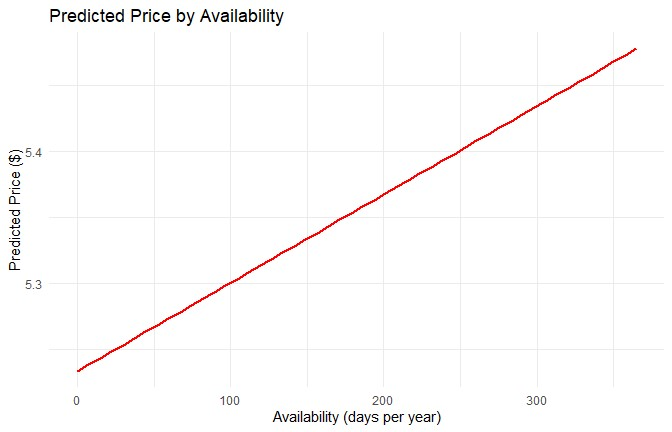 Predicted Price by Availability
Predicted Price ($)
5.4
5.3
0 100 200 300
Availability (days per year)